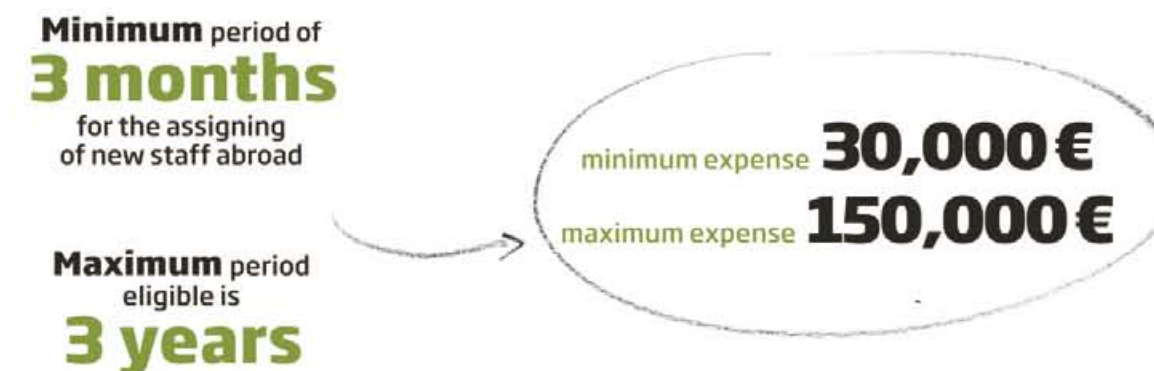 Minimum period of
3 months
for the assigning
of new staff abroad
Maximum period
eligible is
3 years
minimum expense 30,000 €
maximum expense 150,000 €